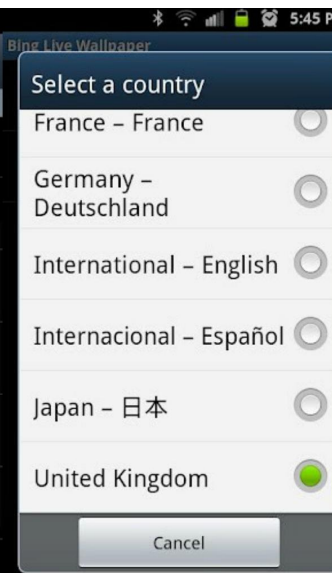 5:45 P
Bing Live Wallpaper
Select a country
France – France
Germany –
Deutschland
International – English
Internacional – Español
Japan – 日本
United Kingdom
Cancel